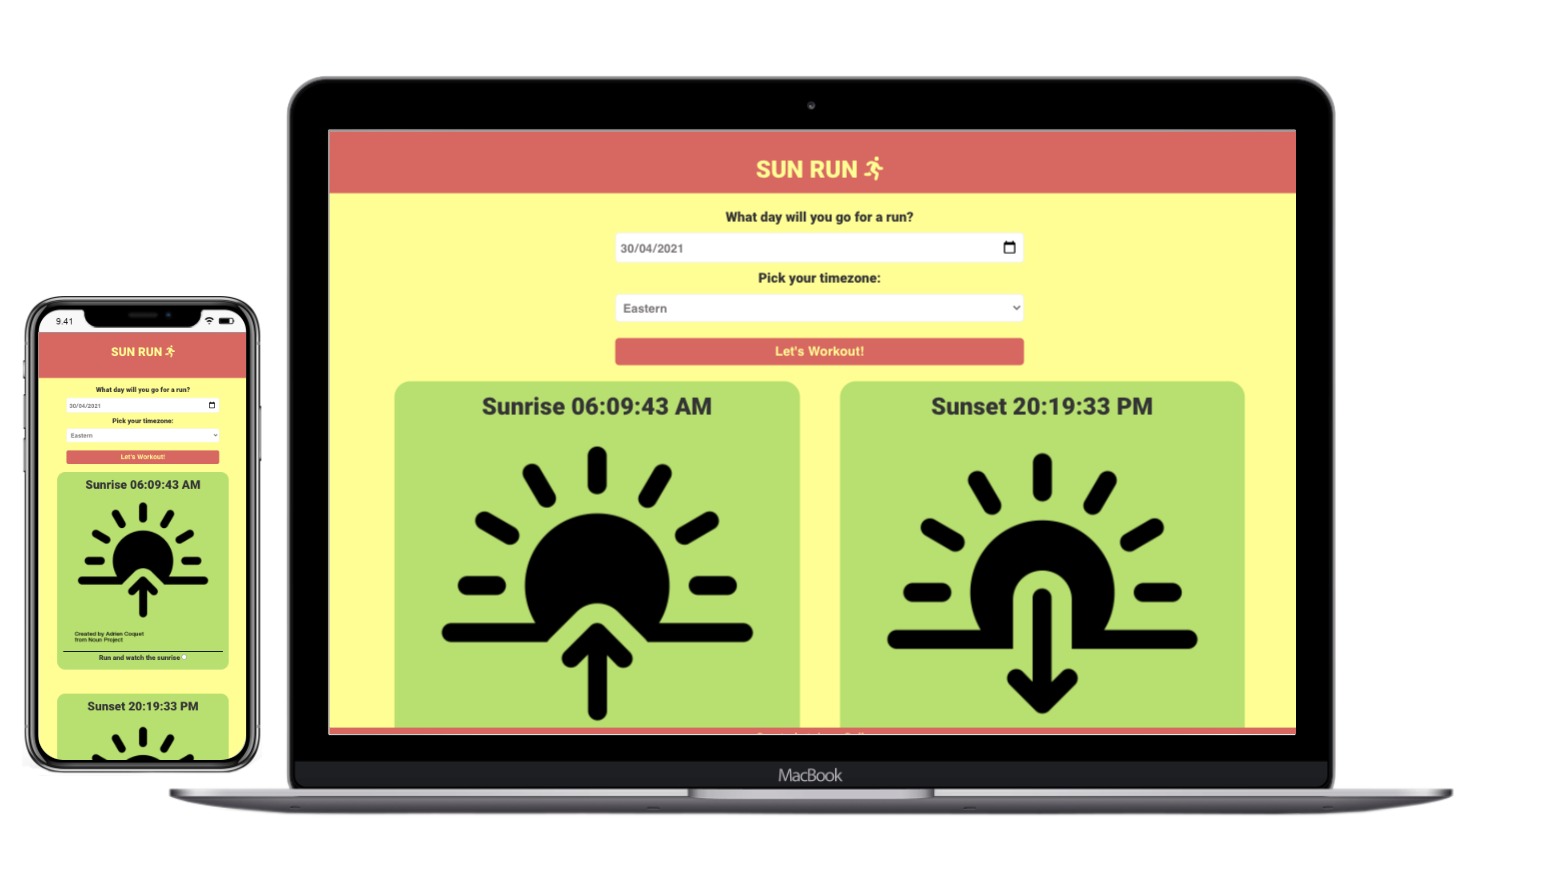 9.41
SUN RUN
What day will you go for a run?
30/04/2021
Pick your timezone:
Eastern
Let's Workout!
Sunrise 06:09:43 AM
Created by Adrien Coquet
from Noun Project
Run and watch the sunrise
Sunset 20:19:33 PM
SUN RUN
What day will you go for a run?
30/04/2021
Pick your timezone:
Eastern
Let's Workout!
Sunrise 06:09:43 AM
Sunset 20:19:33 PM
MacBook